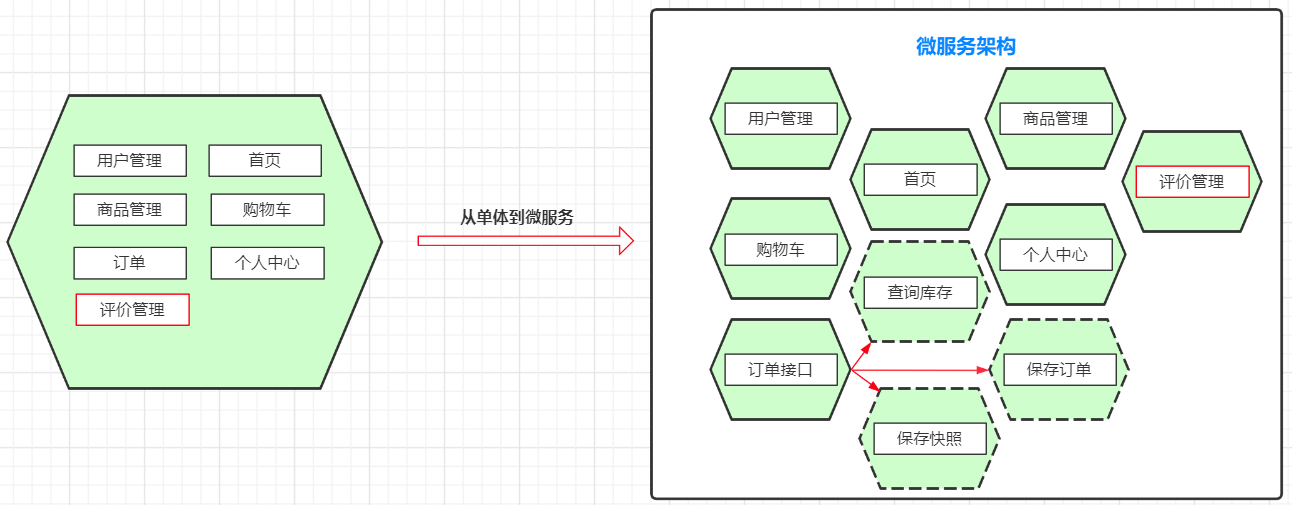 用户管理
首页
商品管理
购物车
订单
个人中心
评价管理
从单体到微服务
微服务架构
用户管理
商品管理
首页
评价管理
购物车
个人中心
查询库存
订单接口
保存订单
保存快照